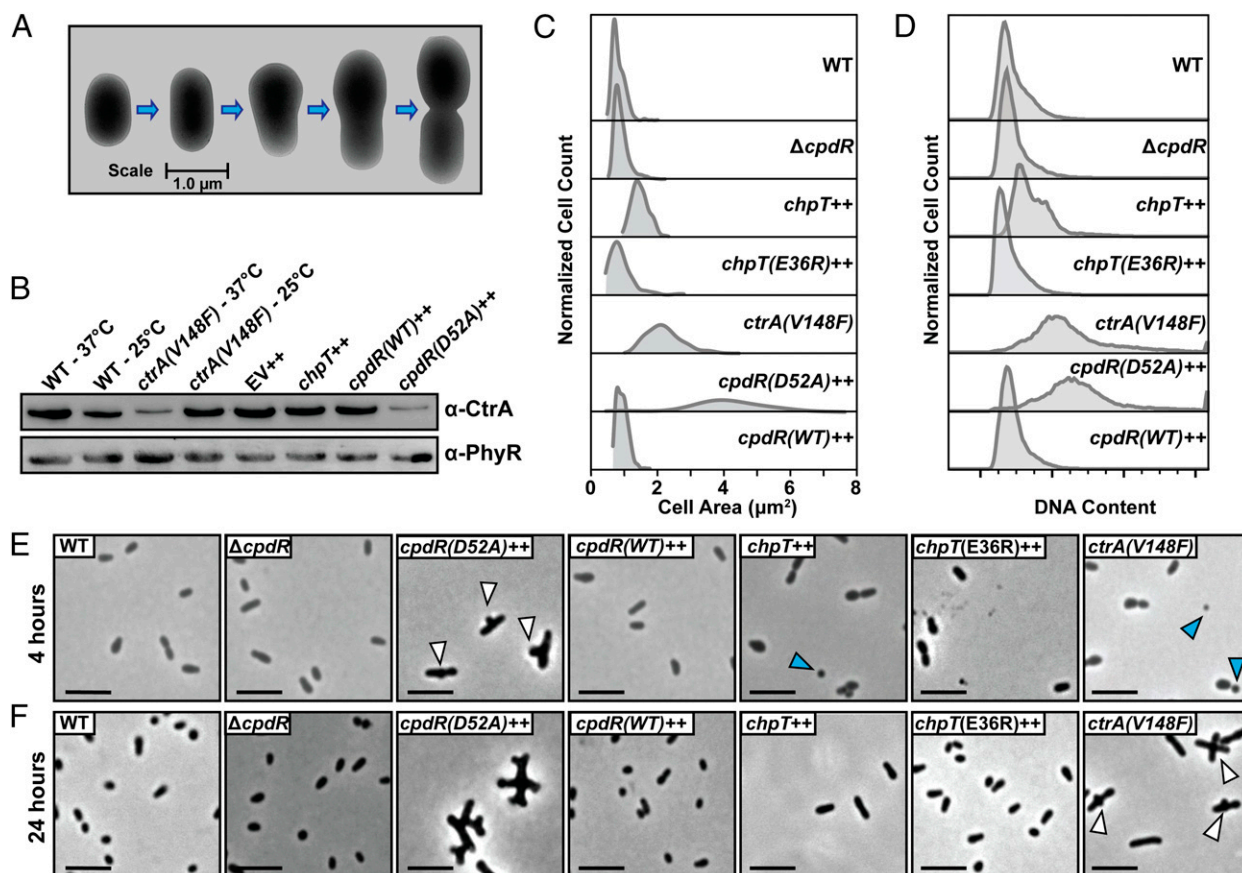 A
Scale
1.0 µm
B
WT - 37°C
WT - 25°C
ctrA(V148F) - 37°C
ctrA(V148F) - 25°C
EV++
chpT++
cpdR(WT)++
cpdR(D52A)++
α-CtrA
α-PhyR
C
Normalized Cell Count
WT
ΔcpdR
chpT++
chpT(E36R)++
ctrA(V148F)
cpdR(D52A)++
cpdR(WT)++
0 2 4 6 8
Cell Area (µm²)
D
Normalized Cell Count
WT
ΔcpdR
chpT++
chpT(E36R)++
ctrA(V148F)
cpdR(D52A)++
cpdR(WT)++
DNA Content
E
4 hours
WT
ΔcpdR
cpdR(D52A)++
cpdR(WT)++
chpT++
chpT(E36R)++
ctrA(V148F)
F
24 hours
WT
ΔcpdR
cpdR(D52A)++
cpdR(WT)++
chpT++
chpT(E36R)++
ctrA(V148F)